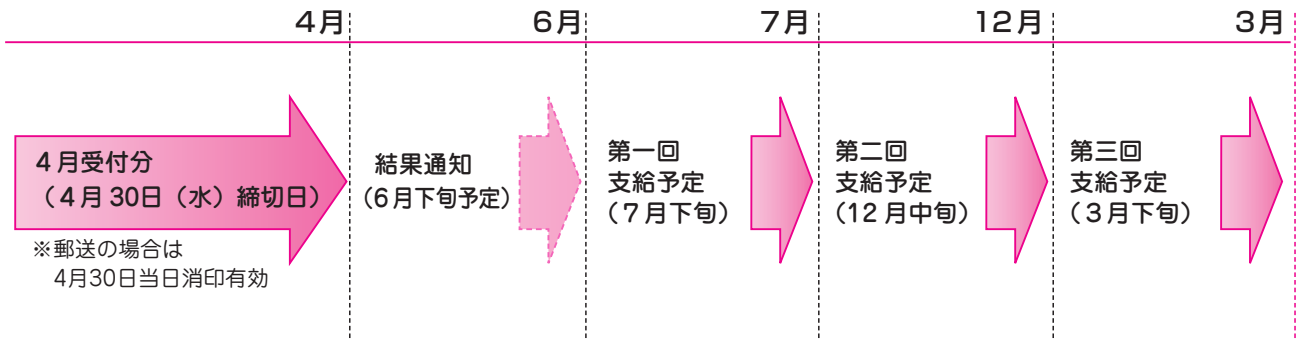 4月
6月
7月
12月
3月
4月受付分
(4月30日(水)締切日)
※郵送の場合は
4月30日当日消印有効
結果通知
(6月下旬予定)
第一回
支給予定
(7月下旬)
第二回
支給予定
(12月中旬)
第三回
支給予定
(3月下旬)